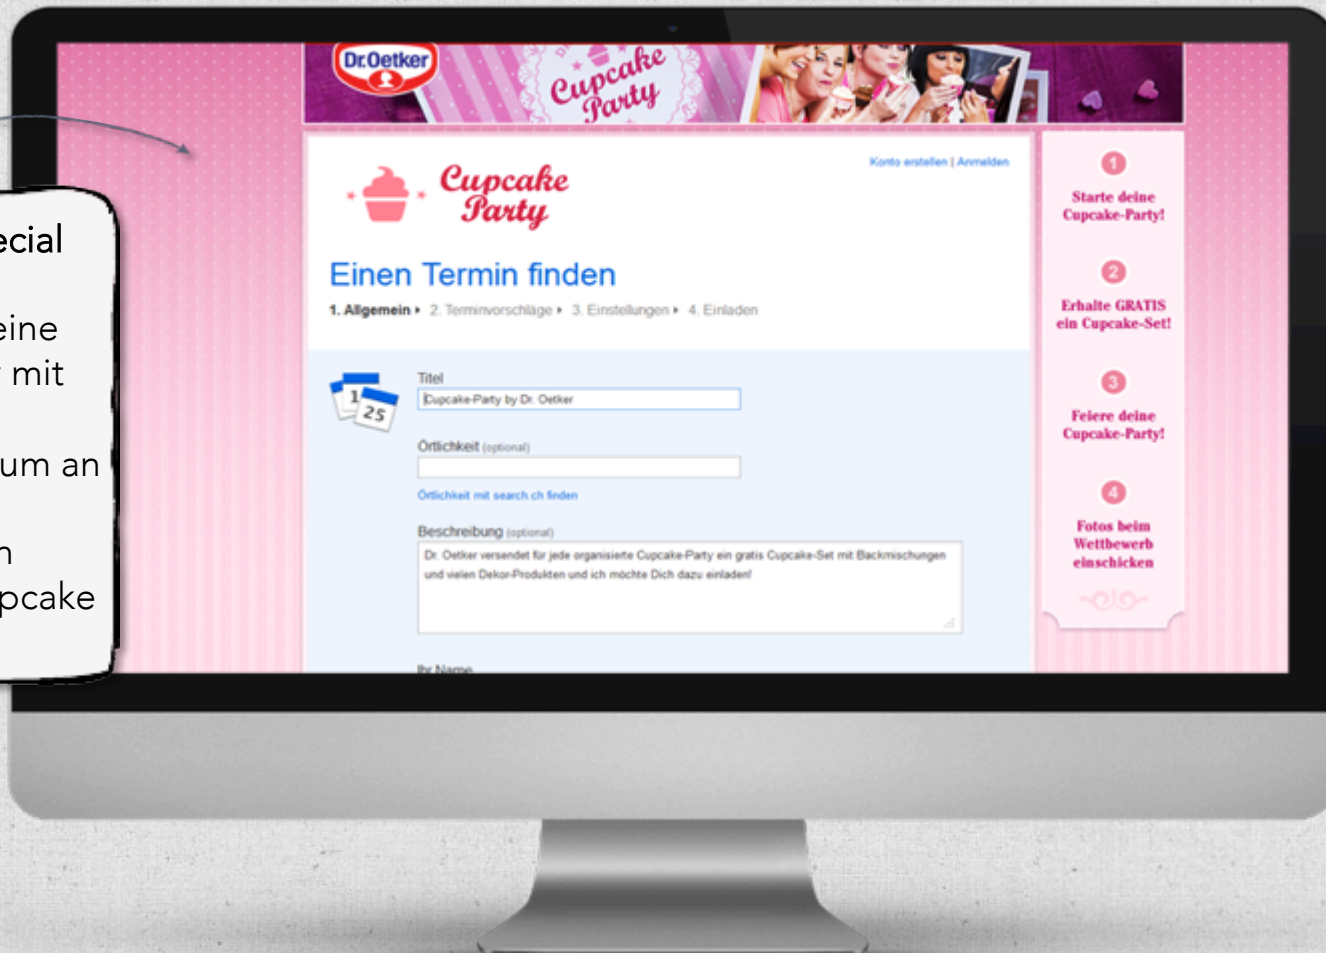 Dr.Oetker
Cupcake
Party
Konto erstellen | Anmelden
Cupcake
Party
Einen Termin finden
1. Allgemein ▸ 2. Terminvorschläge ▸ 3. Einstellungen ▸ 4. Einladen
1
25
Titel
Cupcake-Party by Dr. Oetker
Örtlichkeit (optional)
Örtlichkeit mit search.ch finden
Beschreibung (optional)
Dr. Oetker versendet für jede organisierte Cupcake-Party ein gratis Cupcake-Set mit Backmischungen
und vielen Dekor-Produkten und ich möchte Dich dazu einladen!
Ihr Name
1
Starte deine
Cupcake-Party!
2
Erhalte GRATIS
ein Cupcake-Set!
3
Feiere deine
Cupcake-Party!
4
Fotos beim
Wettbewerb
einschicken
ecial
eine
mit
um an
n
pcake